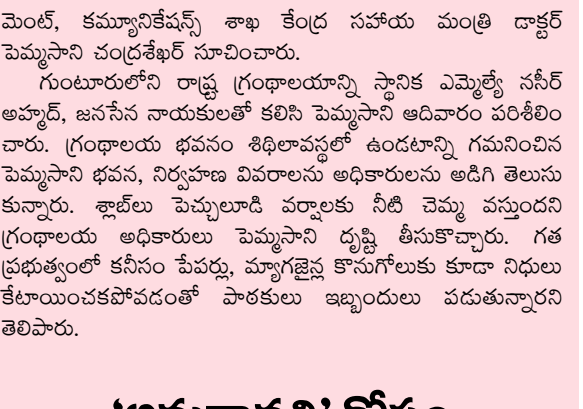 మెంట్, కమ్యూనికేషన్స్ శాఖ కేంద్ర సహాయ మంత్రి డాక్టర్
పెమ్మసాని చంద్రశేఖర్ సూచించారు.
గుంటూరులోని రాష్ట్ర గ్రంథాలయాన్ని స్థానిక ఎమ్మెల్యే నసీర్
అహ్మద్, జనసేన నాయకులతో కలిసి పెమ్మసాని ఆదివారం పరిశీలిం
చారు. గ్రంథాలయ భవనం శిథిలావస్థలో ఉండటాన్ని గమనించిన
పెమ్మసాని భవన, నిర్వహణ వివరాలను అధికారులను అడిగి తెలుసు
కున్నారు. శ్లాబ్‌లు పెచ్చులూడి వర్షాలకు నీటి చెమ్మ వస్తుందని
గ్రంథాలయ అధికారులు పెమ్మసాని దృష్టి తీసుకొచ్చారు. గత
ప్రభుత్వంలో కనీసం పేపర్లు, మ్యాగజైన్ల కొనుగోలుకు కూడా నిధులు
కేటాయించకపోవడంతో పాఠకులు ఇబ్బందులు పడుతున్నారని
తెలిపారు.